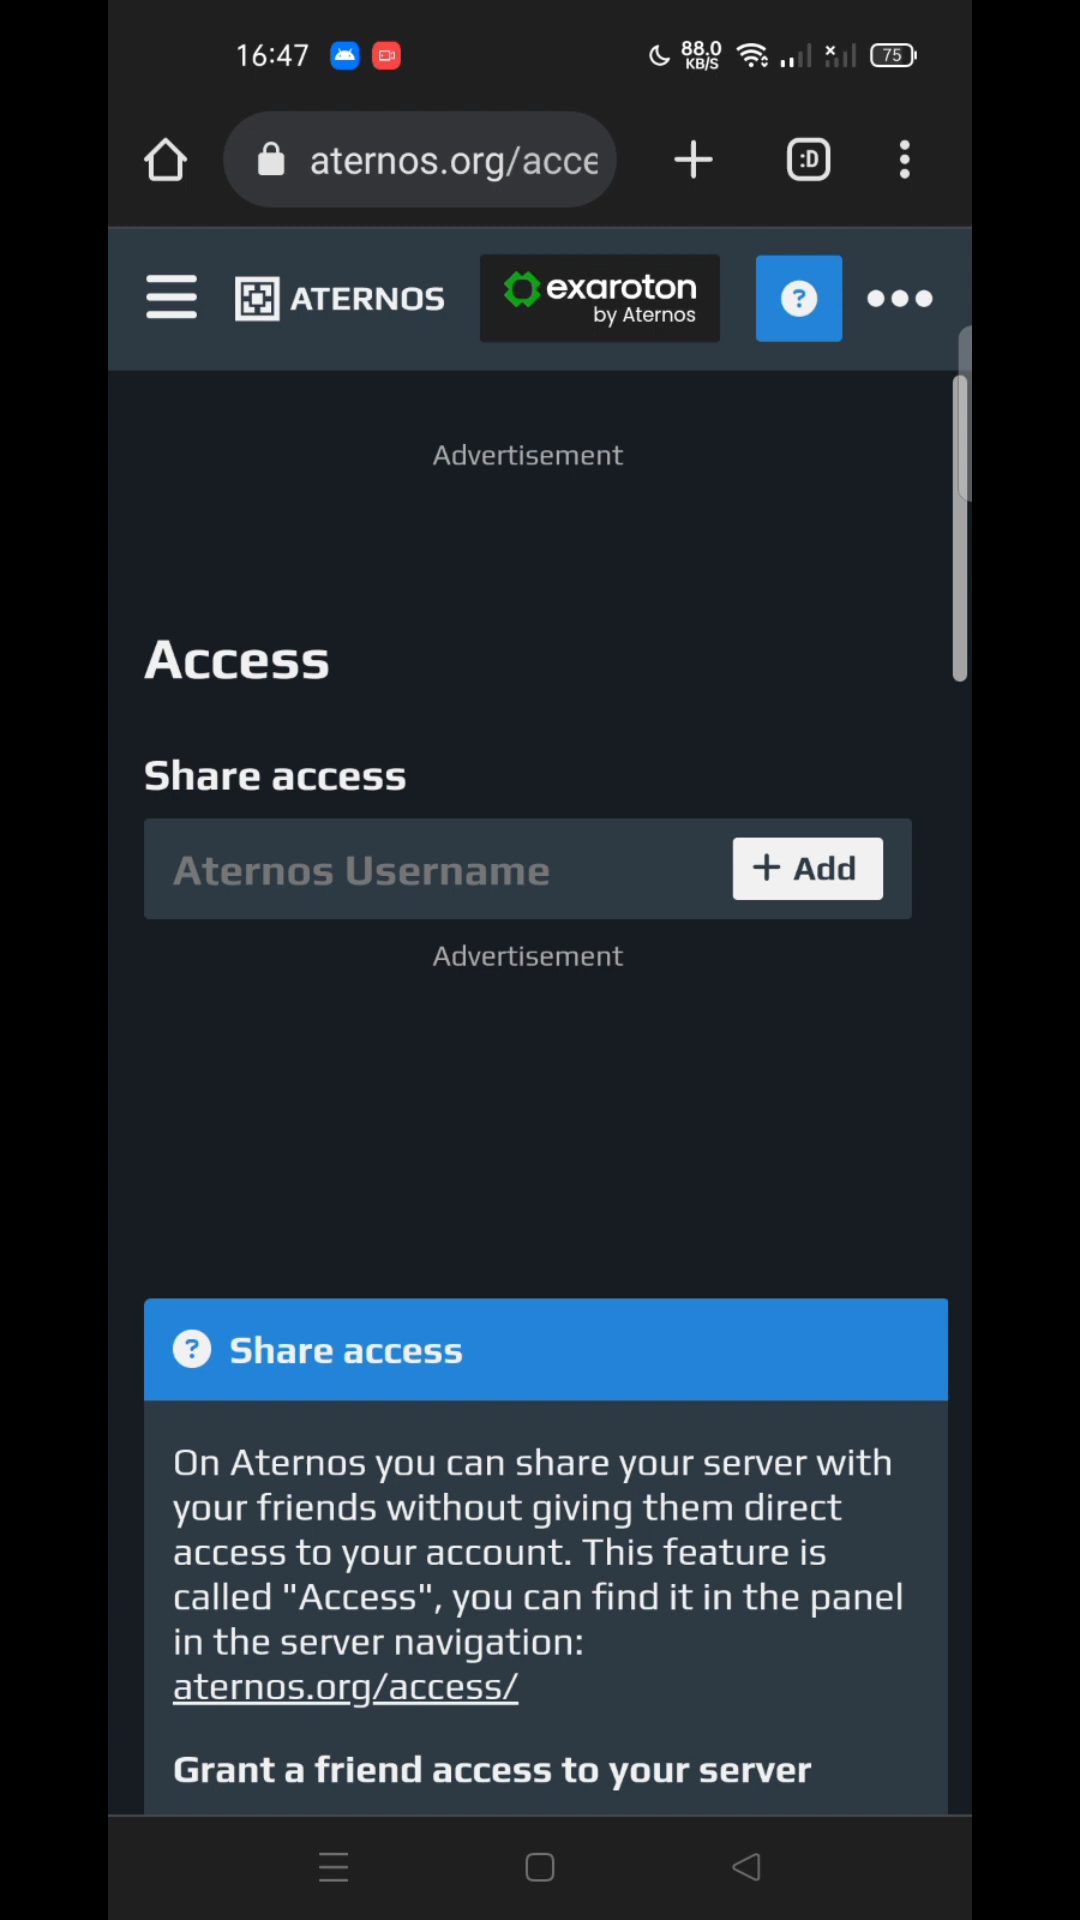 16:47
88.0
KB/S
75
aternos.org/acce
:D
ATERNOS
exaroton
by Aternos
?
Advertisement
Access
Share access
Aternos Username
+ Add
Advertisement
? Share access
On Aternos you can share your server with
your friends without giving them direct
access to your account. This feature is
called "Access", you can find it in the panel
in the server navigation:
aternos.org/access/
Grant a friend access to your server